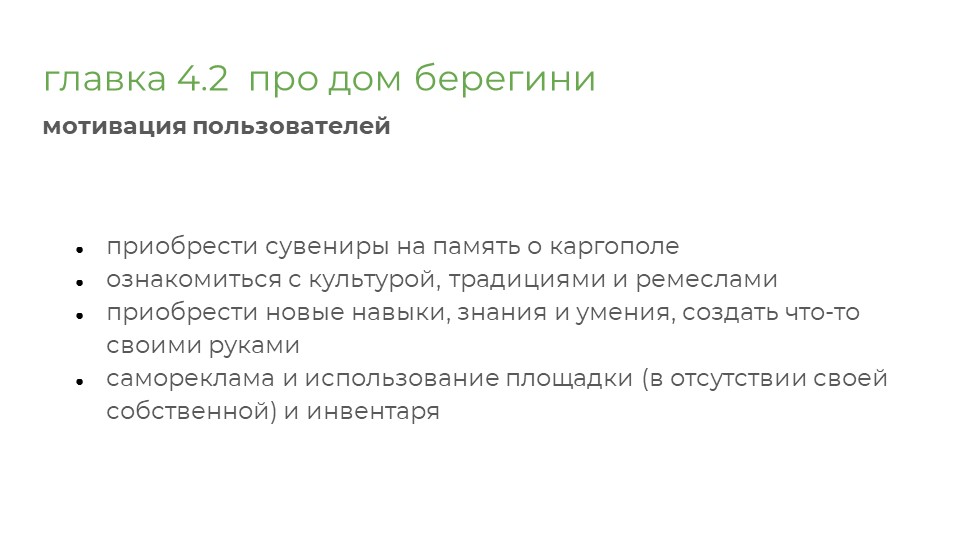 главка 4.2 про дом берегини
мотивация пользователей
• приобрести сувениры на память о каргополе
• ознакомиться с культурой, традициями и ремеслами
• приобрести новые навыки, знания и умения, создать что-то
своими руками
• самореклама и использование площадки (в отсутствии своей
собственной) и инвентаря